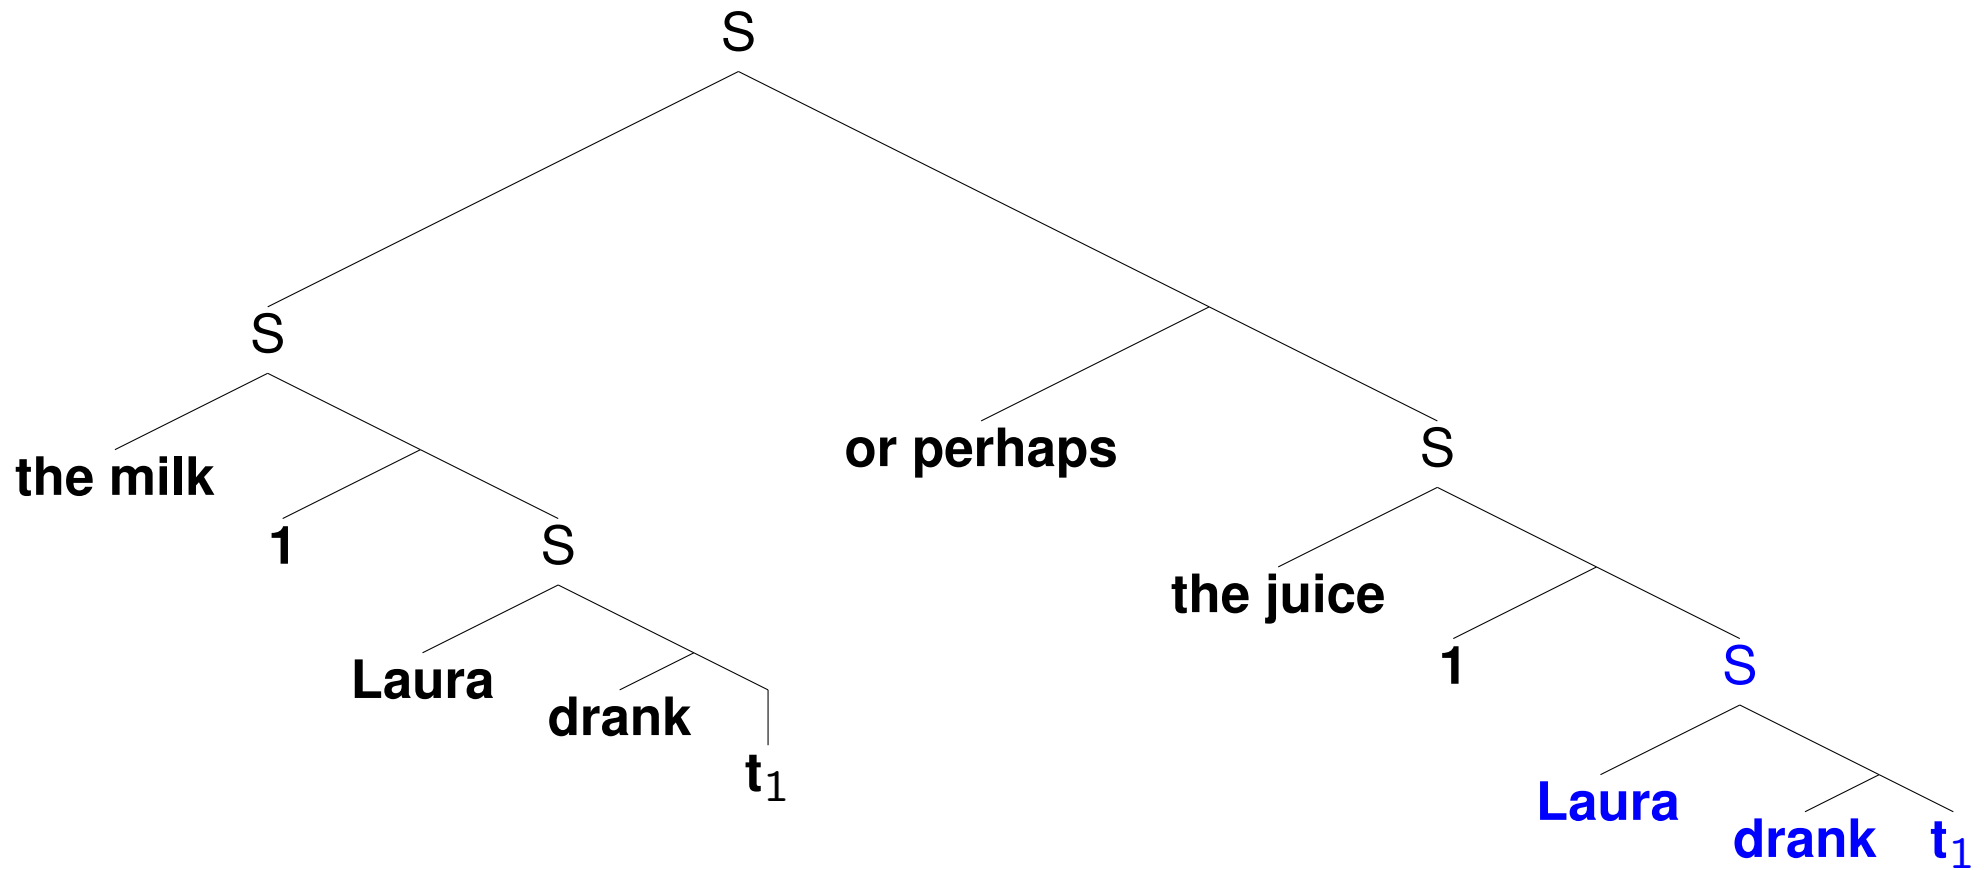 S
S
the milk
or perhaps
S
1
S
the juice
Laura
drank
1
S
t₁
Laura
drank
t₁